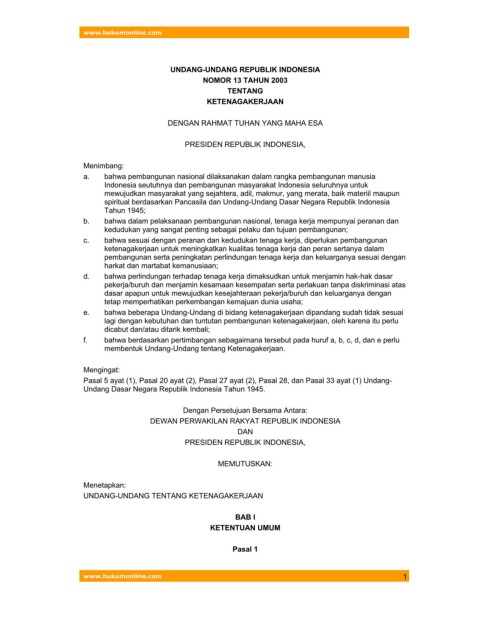 www.hukumonline.com
UNDANG-UNDANG REPUBLIK INDONESIA
NOMOR 13 TAHUN 2003
TENTANG
KETENAGAKERJAAN
DENGAN RAHMAT TUHAN YANG MAHA ESA
PRESIDEN REPUBLIK INDONESIA,
Menimbang:
a. bahwa pembangunan nasional dilaksanakan dalam rangka pembangunan manusia
Indonesia seutuhnya dan pembangunan masyarakat Indonesia seluruhnya untuk
mewujudkan masyarakat yang sejahtera, adil, makmur, yang merata, baik materiil maupun
spiritual berdasarkan Pancasila dan Undang-Undang Dasar Negara Republik Indonesia
Tahun 1945;
b. bahwa dalam pelaksanaan pembangunan nasional, tenaga kerja mempunyai peranan dan
kedudukan yang sangat penting sebagai pelaku dan tujuan pembangunan;
c. bahwa sesuai dengan peranan dan kedudukan tenaga kerja, diperlukan pembangunan
ketenagakerjaan untuk meningkatkan kualitas tenaga kerja dan peran sertanya dalam
pembangunan serta peningkatan perlindungan tenaga kerja dan keluarganya sesuai dengan
harkat dan martabat kemanusiaan;
d. bahwa perlindungan terhadap tenaga kerja dimaksudkan untuk menjamin hak-hak dasar
pekerja/buruh dan menjamin kesamaan kesempatan serta perlakuan tanpa diskriminasi atas
dasar apapun untuk mewujudkan kesejahteraan pekerja/buruh dan keluarganya dengan
tetap memperhatikan perkembangan kemajuan dunia usaha;
e. bahwa beberapa Undang-Undang di bidang ketenagakerjaan dipandang sudah tidak sesuai
lagi dengan kebutuhan dan tuntutan pembangunan ketenagakerjaan, oleh karena itu perlu
dicabut dan/atau ditarik kembali;
f. bahwa berdasarkan pertimbangan sebagaimana tersebut pada huruf a, b, c, d, dan e perlu
membentuk Undang-Undang tentang Ketenagakerjaan.
Mengingat:
Pasal 5 ayat (1), Pasal 20 ayat (2), Pasal 27 ayat (2), Pasal 28, dan Pasal 33 ayat (1) Undang-
Undang Dasar Negara Republik Indonesia Tahun 1945.
Dengan Persetujuan Bersama Antara:
DEWAN PERWAKILAN RAKYAT REPUBLIK INDONESIA
DAN
PRESIDEN REPUBLIK INDONESIA,
MEMUTUSKAN:
Menetapkan:
UNDANG-UNDANG TENTANG KETENAGAKERJAAN
BAB I
KETENTUAN UMUM
Pasal 1
www.hukumonline.com 1